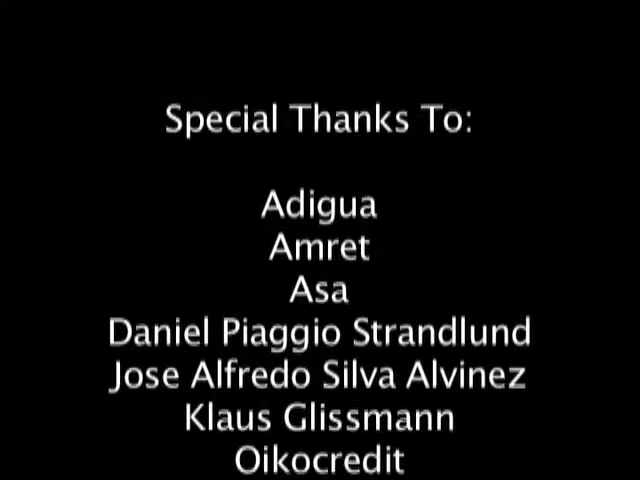 Special Thanks To:
Adigua
Amret
Asa
Daniel Piaggio Strandlund
Jose Alfredo Silva Alvinez
Klaus Glissmann
Oikocredit